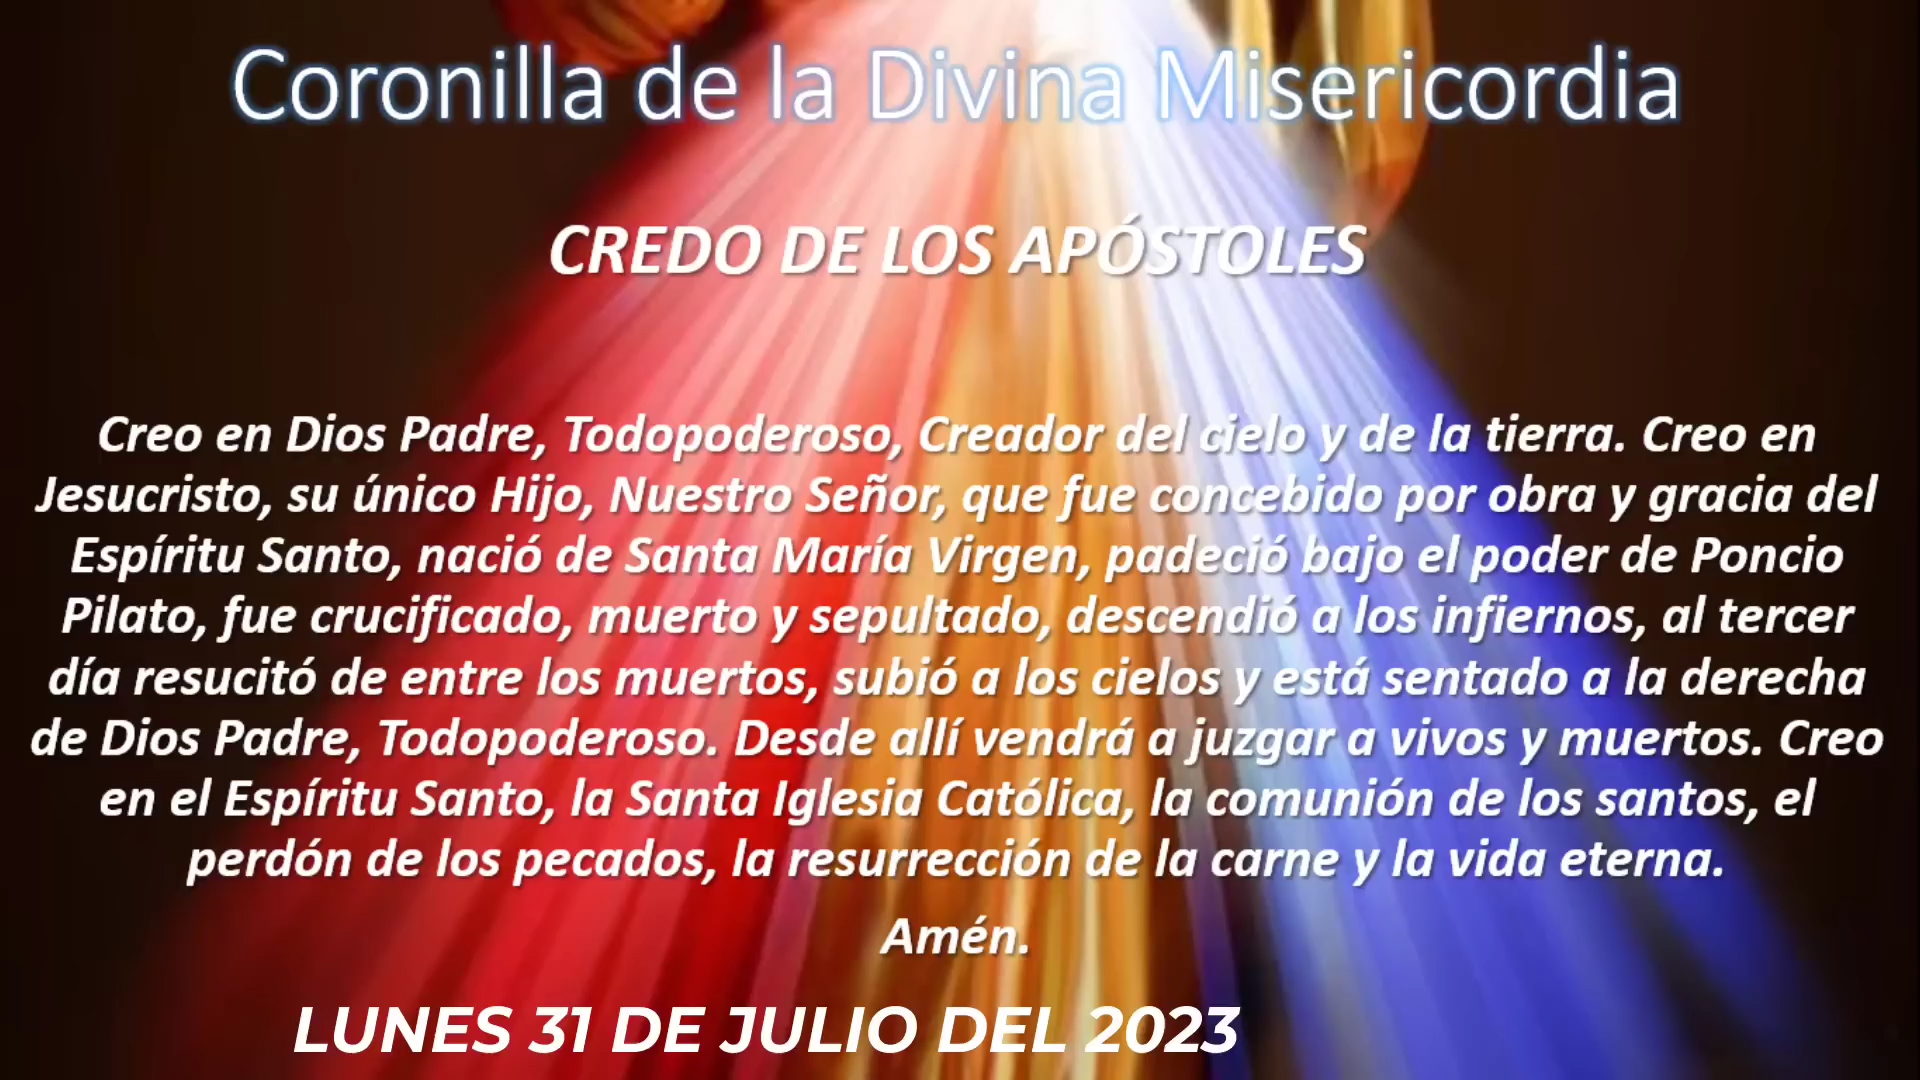 Coronilla de la Divina Misericordia
CREDO DE LOS APÓSTOLES
Creo en Dios Padre, Todopoderoso, Creador del cielo y de la tierra. Creo en
Jesucristo, su único Hijo, Nuestro Señor, que fue concebido por obra y gracia del
Espíritu Santo, nació de Santa María Virgen, padeció bajo el poder de Poncio
Pilato, fue crucificado, muerto y sepultado, descendió a los infiernos, al tercer
día resucitó de entre los muertos, subió a los cielos y está sentado a la derecha
de Dios Padre, Todopoderoso. Desde allí vendrá a juzgar a vivos y muertos. Creo
en el Espíritu Santo, la Santa Iglesia Católica, la comunión de los santos, el
perdón de los pecados, la resurrección de la carne y la vida eterna.
Amén.
LUNES 31 DE JULIO DEL 2023